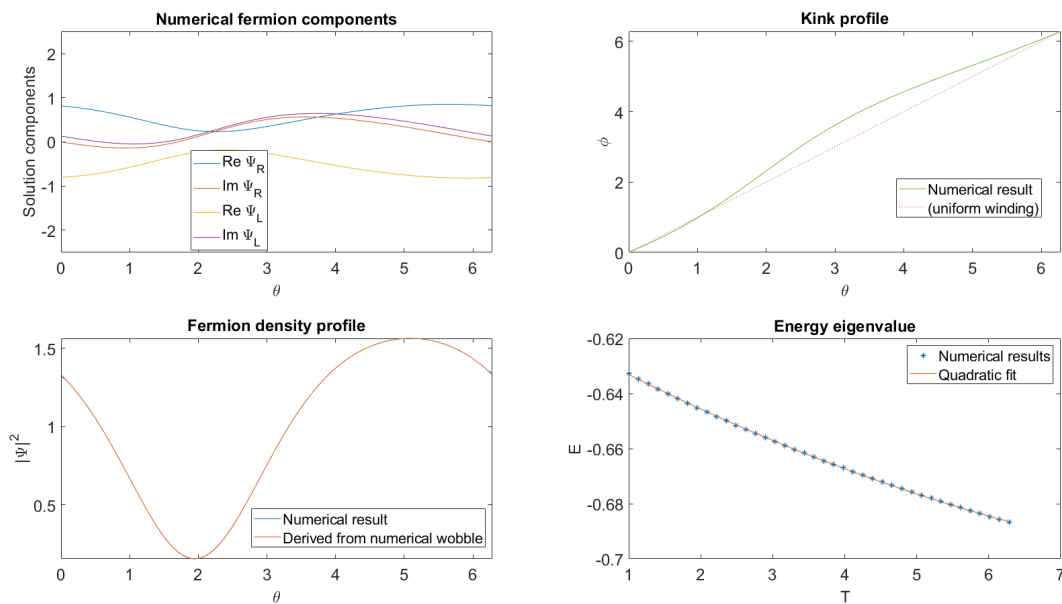 Numerical fermion components
Solution components
2
1
0
-1
-2
Re Ψ_R
Im Ψ_R
Re Ψ_L
Im Ψ_L
0 1 2 3 4 5 6
θ
Kink profile
ϕ
6
4
2
0
Numerical result
(uniform winding)
0 1 2 3 4 5 6
θ
Fermion density profile
|Ψ|²
1.5
1
0.5
Numerical result
Derived from numerical wobble
0 1 2 3 4 5 6
θ
Energy eigenvalue
E
-0.62
-0.64
-0.66
-0.68
-0.7
Numerical results
Quadratic fit
1 2 3 4 5 6 7
T